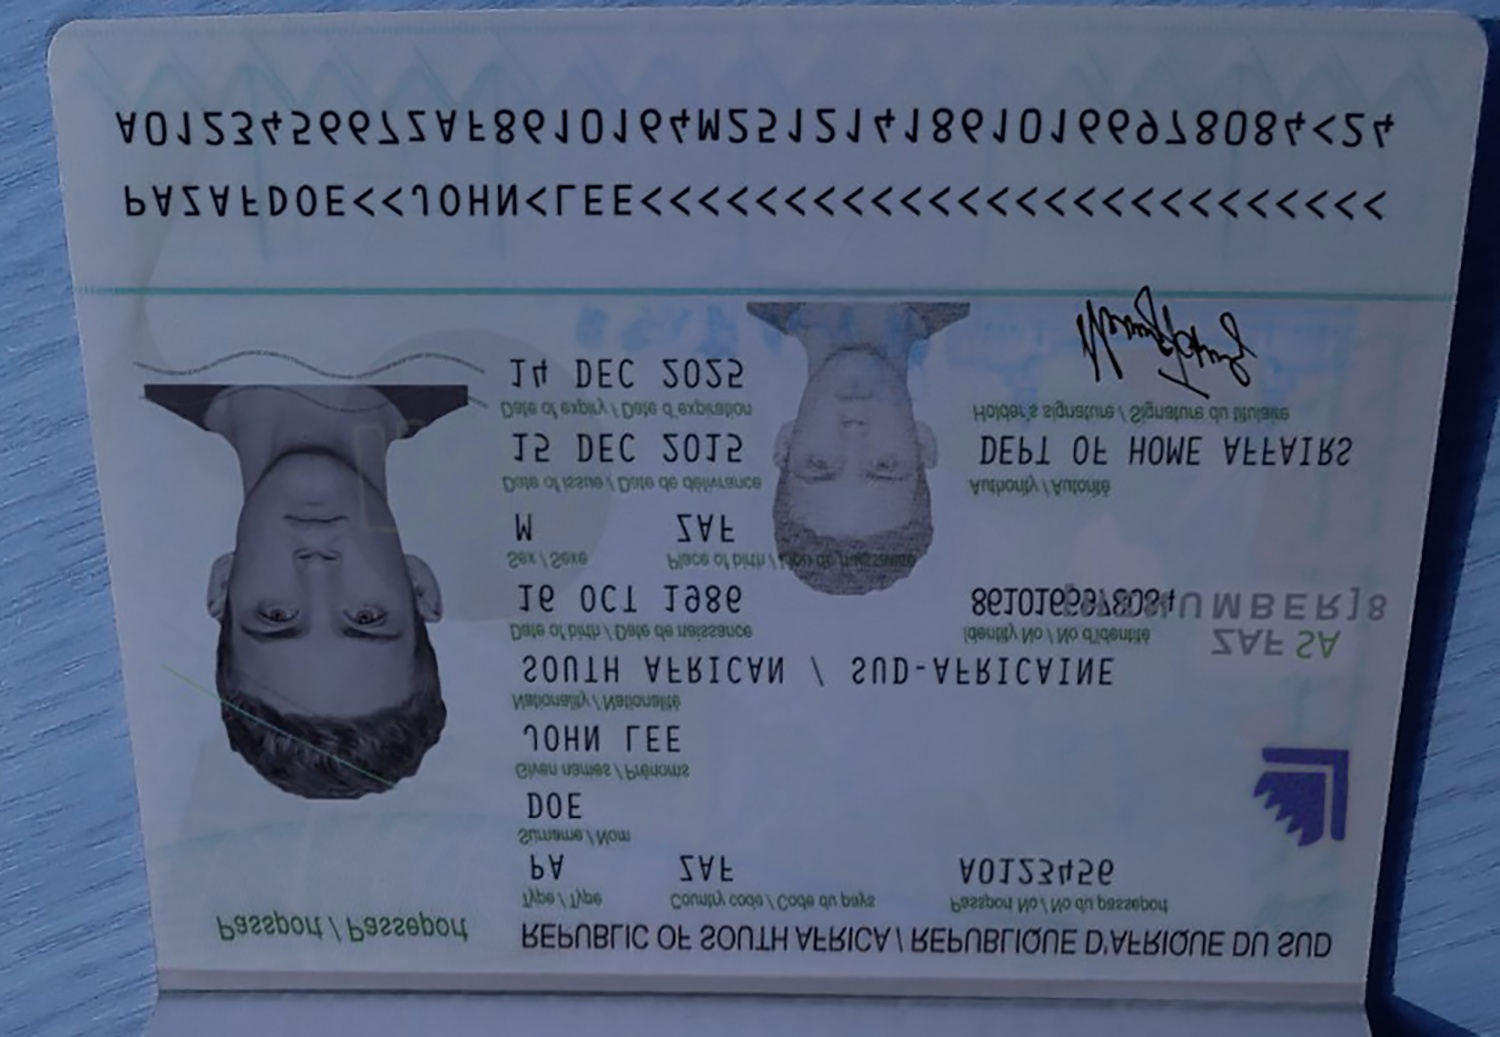 REPUBLIC OF SOUTH AFRICA / REPUBLIQUE D'AFRIQUE DU SUD
Passport / Passeport
Type / Type Country code / Code du pays Passport No / No du passeport
PA ZAF A0123456
Surname / Nom
DOE
Given names / Prénoms
JOHN LEE
Nationality / Nationalité
SOUTH AFRICAN / SUD-AFRICAINE
ZAF SA
Date of birth / Date de naissance Identity No / No d'identité
16 OCT 1986 UMBER]8
Sex / Sexe Place of birth / Lieu de naissance
M ZAF
Date of issue / Date de délivrance Authority / Autorité
15 DEC 2015 DEPT OF HOME AFFAIRS
Date of expiry / Date d'expiration Holder's signature / Signature du titulaire
14 DEC 2025
PAZAFDOE<<JOHN<LEE<<<<<<<<<<<<<<<<<<<<<<<<<<
A012345667ZAF8610164M25121418610166978084<24